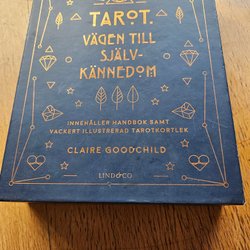 TAROT.
VÄGEN TILL
SJÄLV-
KÄNNEDOM
INNEHÅLLER HANDBOK SAMT
VACKERT ILLUSTRERAD TAROTKORTLEK
CLAIRE GOODCHILD
LIND&CO